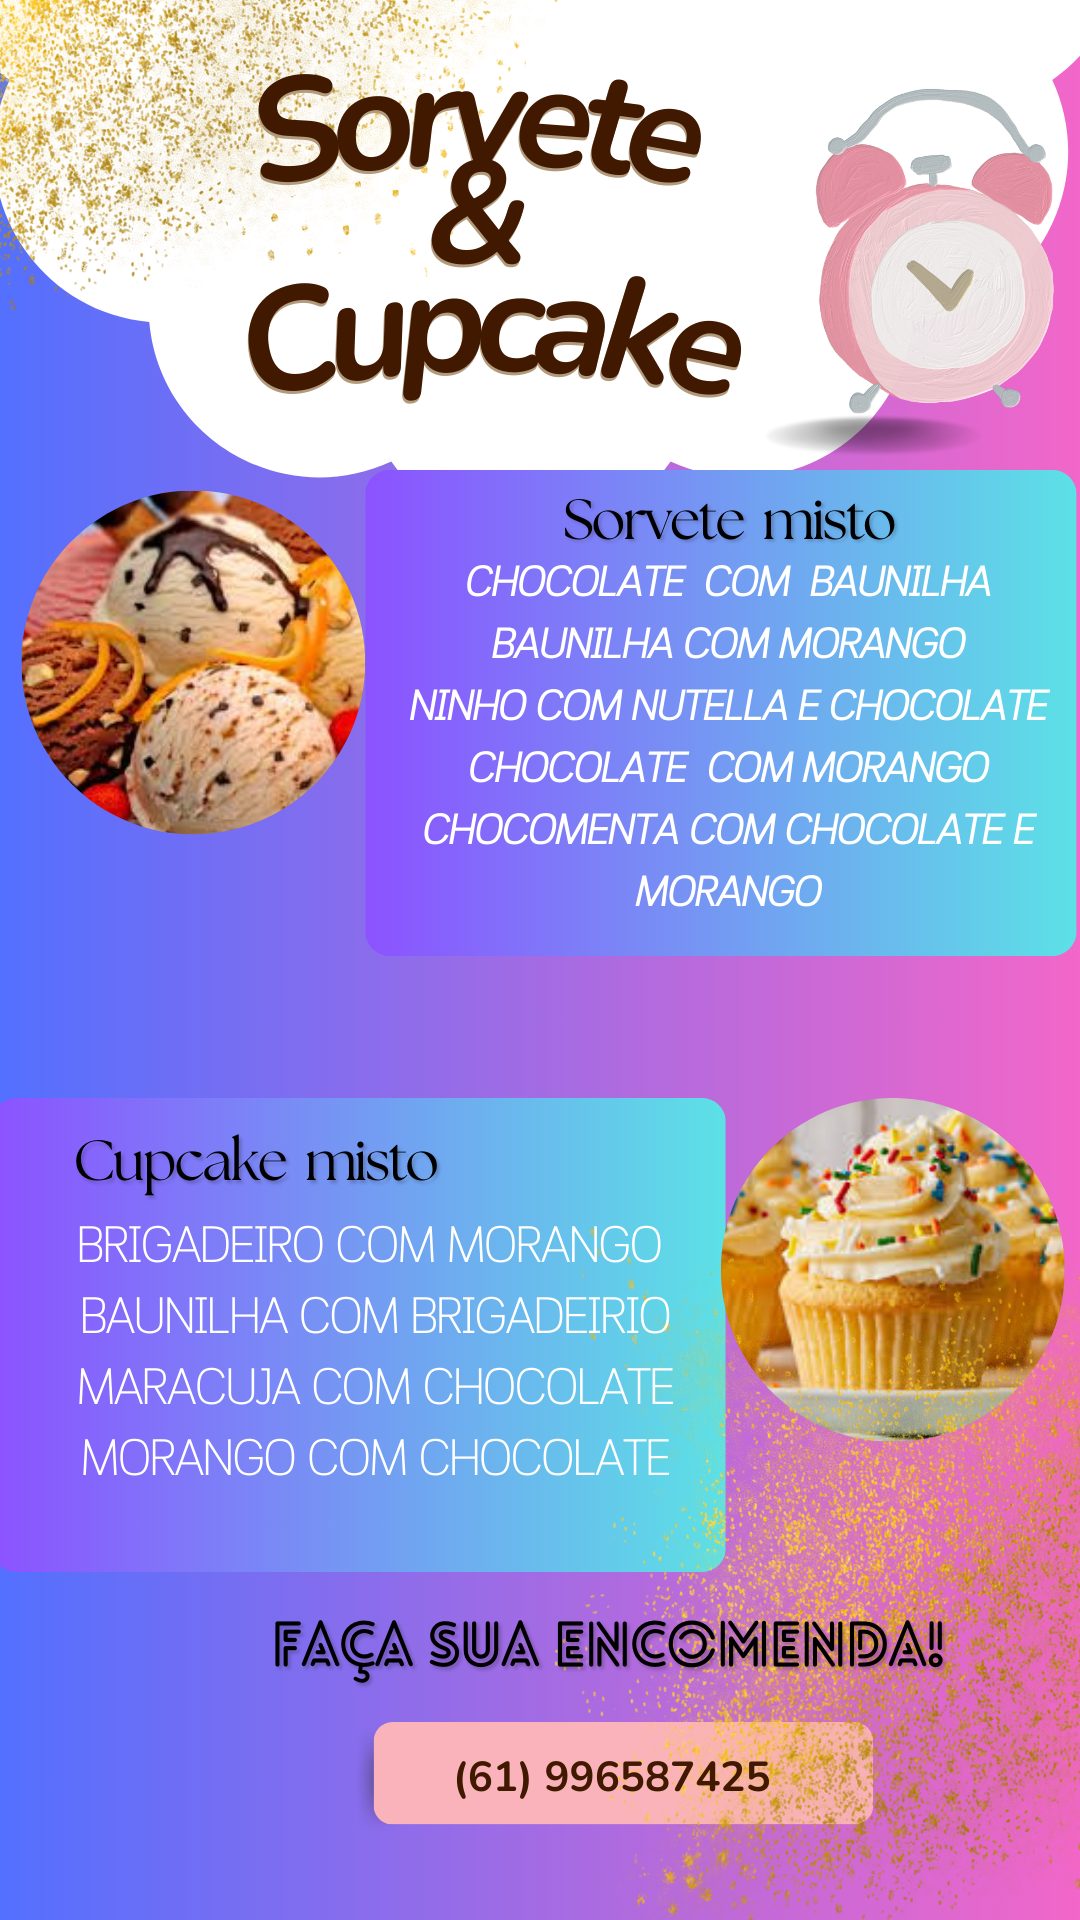 Sorvete
&
Cupcake
Sorvete misto
CHOCOLATE COM BAUNILHA
BAUNILHA COM MORANGO
NINHO COM NUTELLA E CHOCOLATE
CHOCOLATE COM MORANGO
CHOCOMENTA COM CHOCOLATE E
MORANGO
Cupcake misto
BRIGADEIRO COM MORANGO
BAUNILHA COM BRIGADEIRIO
MARACUJA COM CHOCOLATE
MORANGO COM CHOCOLATE
FAÇA SUA ENCOMENDA!
(61) 996587425